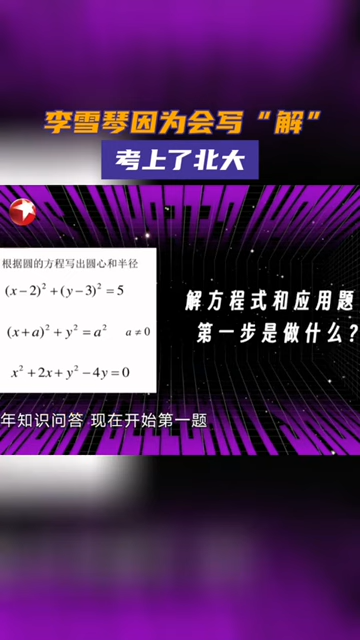 李雪琴因为会写“解”
考上了北大
根据圆的方程写出圆心和半径
(x−2)²+(y−3)²=5
(x+a)²+y²=a² a≠0
x²+2x+y²−4y=0
解方程式和应用题
第一步是做什么?
年知识问答 现在开始第一题